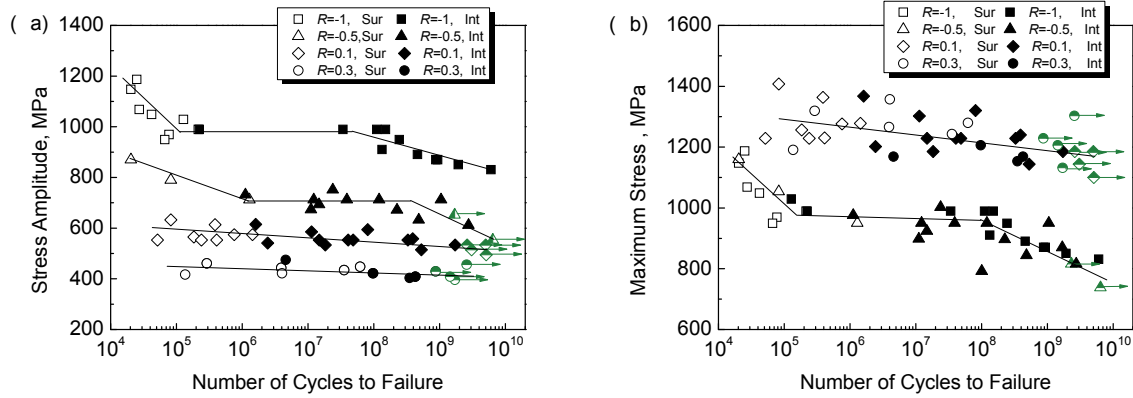 ( a)
R=-1, Sur R=-1, Int
R=-0.5,Sur R=-0.5, Int
R=0.1, Sur R=0.1, Int
R=0.3, Sur R=0.3, Int
1400
1200
1000
800
600
400
200
Stress Amplitude, MPa
10^4 10^5 10^6 10^7 10^8 10^9 10^10
Number of Cycles to Failure
( b)
R=-1, Sur R=-1, Int
R=-0.5, Sur R=-0.5, Int
R=0.1, Sur R=0.1, Int
R=0.3, Sur R=0.3, Int
1600
1400
1200
1000
800
600
Maximum Stress , MPa
10^4 10^5 10^6 10^7 10^8 10^9 10^10
Number of Cycles to Failure